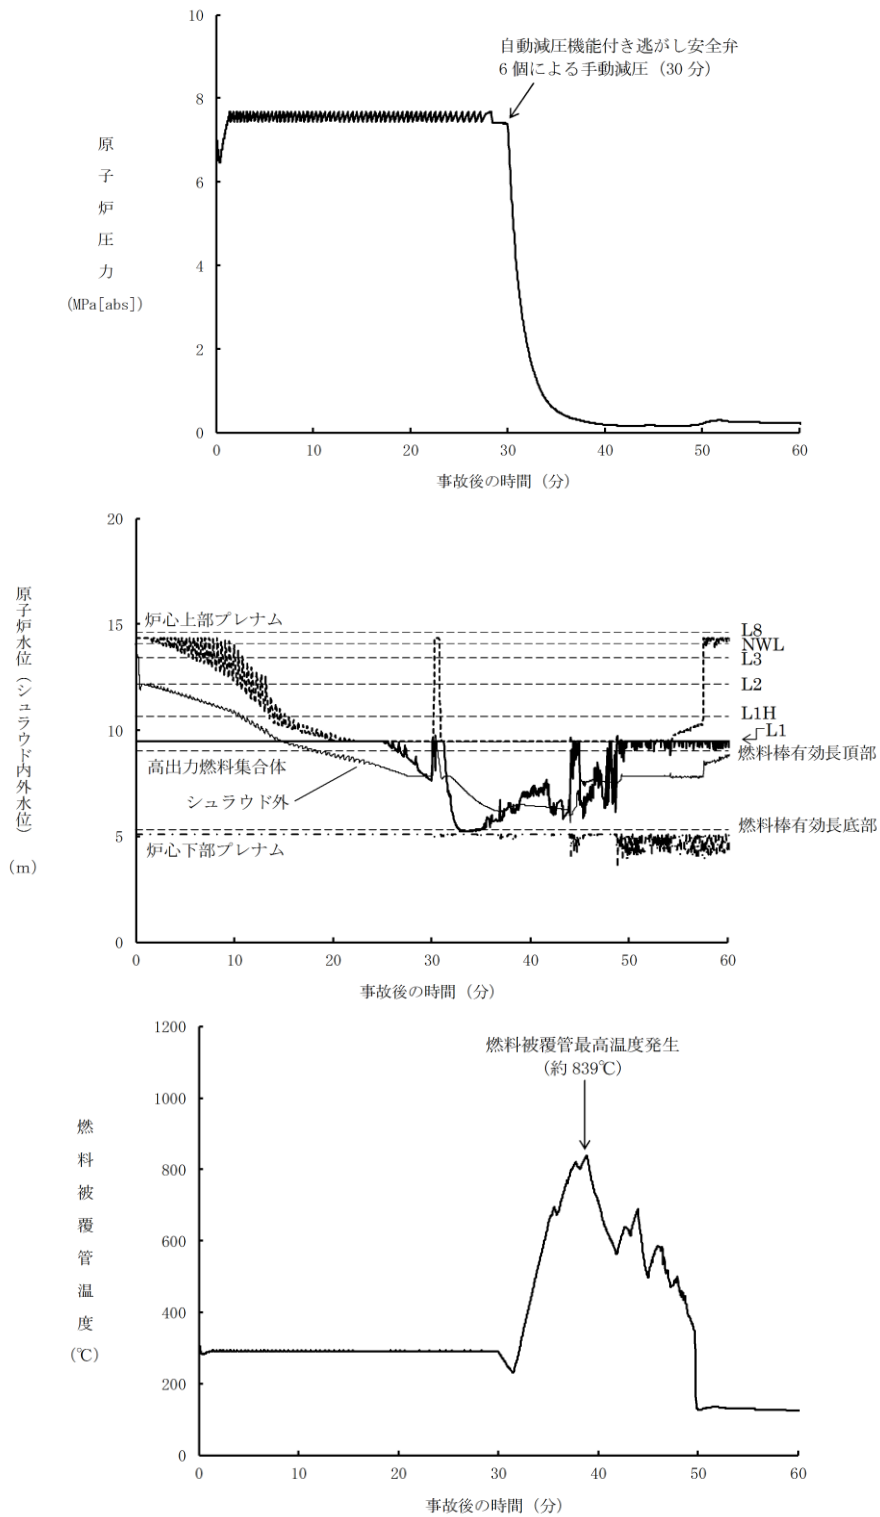 10
8
6
4
2
0
原子炉圧力
(MPa[abs])
自動減圧機能付き逃がし安全弁
6個による手動減圧（30分）
0 10 20 30 40 50 60
事故後の時間（分）
20
15
10
5
0
原子炉水位（シュラウド内外水位）
（m）
炉心上部プレナム
高出力燃料集合体
シュラウド外
炉心下部プレナム
L8
NWL
L3
L2
L1H
L1
燃料棒有効長頂部
燃料棒有効長底部
0 10 20 30 40 50 60
事故後の時間（分）
1200
1000
800
600
400
200
0
燃料被覆管温度
(℃)
燃料被覆管最高温度発生
（約839℃）
0 10 20 30 40 50 60
事故後の時間（分）